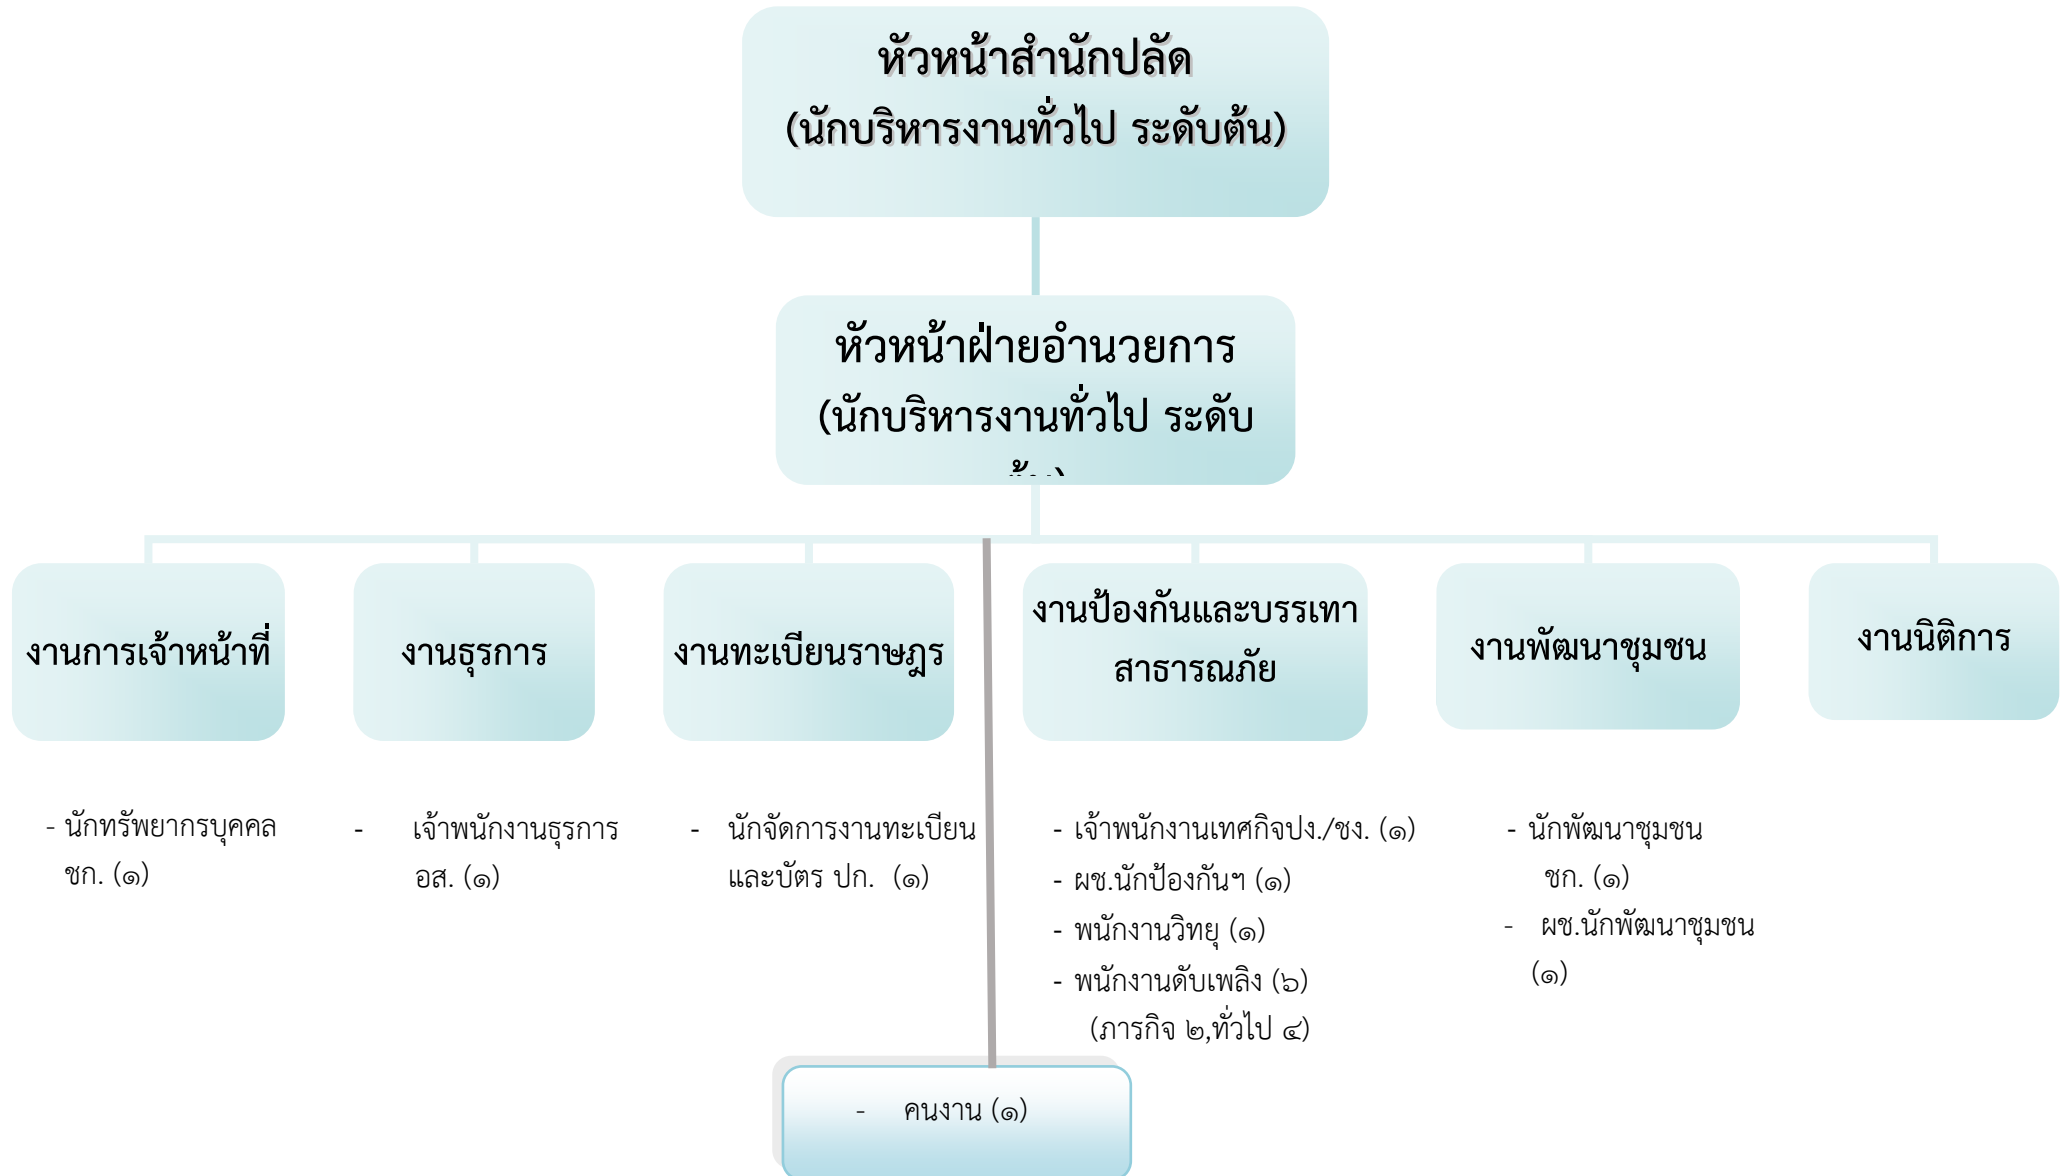 หัวหน้าสำนักปลัด
(นักบริหารงานทั่วไป ระดับต้น)
หัวหน้าฝ่ายอำนวยการ
(นักบริหารงานทั่วไป ระดับ
งานการเจ้าหน้าที่
งานธุรการ
งานทะเบียนราษฎร
งานป้องกันและบรรเทา
สาธารณภัย
งานพัฒนาชุมชน
งานนิติการ
- นักทรัพยากรบุคคล
ชก. (๑)
- เจ้าพนักงานธุรการ
อส. (๑)
- นักจัดการงานทะเบียน
และบัตร ปก. (๑)
- เจ้าพนักงานเทศกิจปง./ชง. (๑)
- ผช.นักป้องกันฯ (๑)
- พนักงานวิทยุ (๑)
- พนักงานดับเพลิง (๖)
(ภารกิจ ๒,ทั่วไป ๔)
- นักพัฒนาชุมชน
ชก. (๑)
- ผช.นักพัฒนาชุมชน
(๑)
- คนงาน (๑)